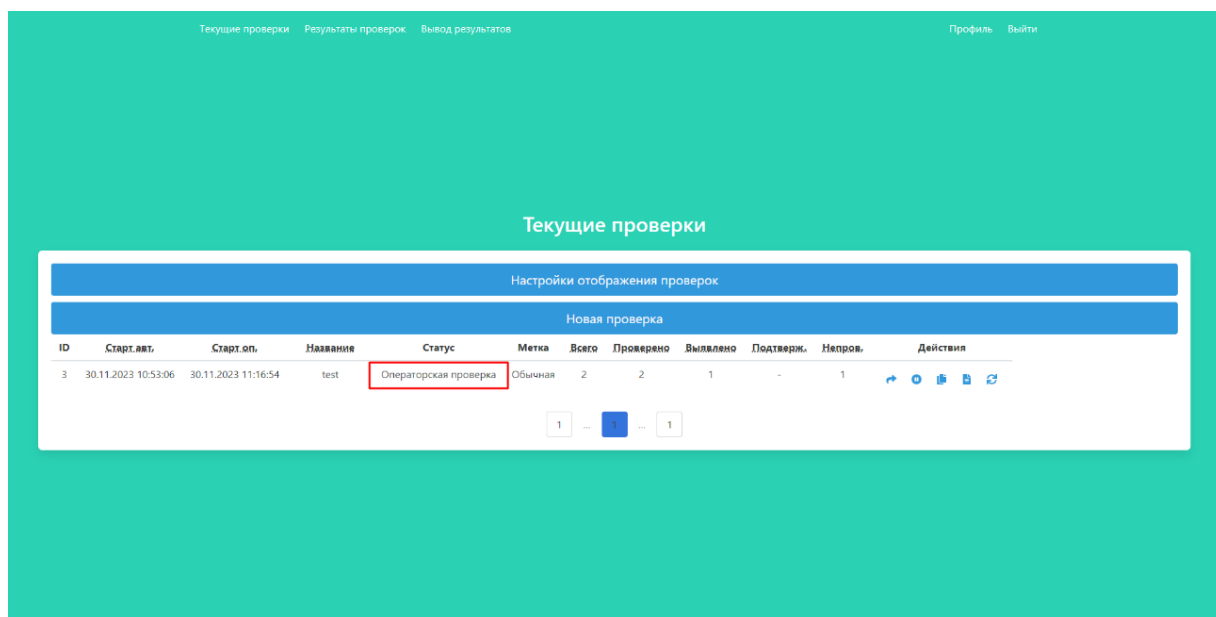 Текущие проверки Результаты проверок Вывод результатов Профиль Выйти
Текущие проверки
Настройки отображения проверок
Новая проверка
ID Старт авт. Старт оп. Название Статус Метка Всего Проверено Выявлено Подтверж. Непров. Действия
3 30.11.2023 10:53:06 30.11.2023 11:16:54 test Операторская проверка Обычная 2 2 1 - 1
1 ... 1 ... 1